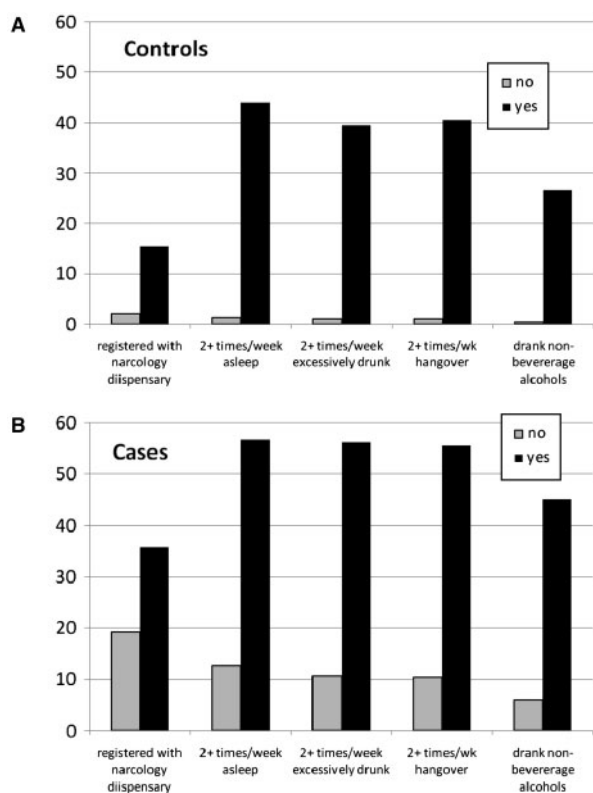 A
Controls
no
yes
60
50
40
30
20
10
0
registered with
narcology
diispensary
2+ times/week
asleep
2+ times/week
excessively drunk
2+ times/wk
hangover
drank non-
bevererage
alcohols
B
Cases
no
yes
60
50
40
30
20
10
0
registered with
narcology
diispensary
2+ times/week
asleep
2+ times/week
excessively drunk
2+ times/wk
hangover
drank non-
bevererage
alcohols